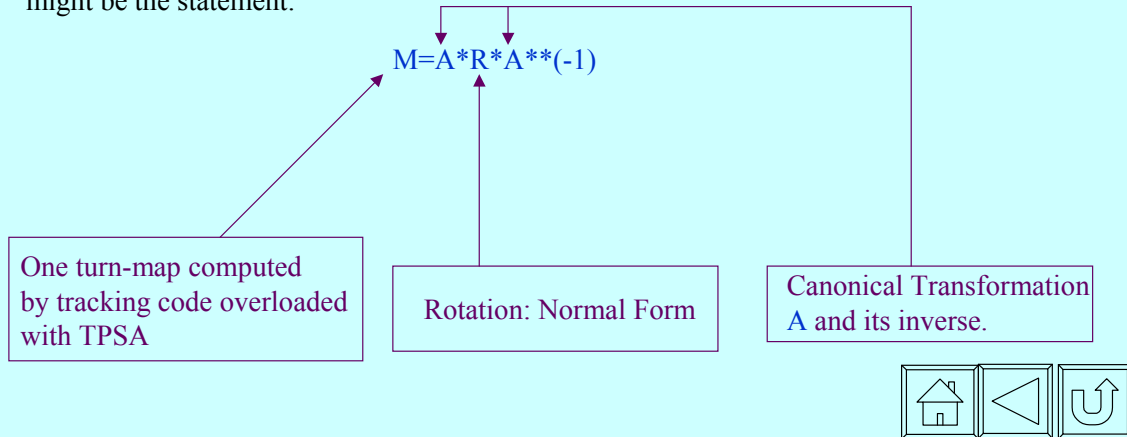 might be the statement:
M=A*R*A**(-1)
One turn-map computed
by tracking code overloaded
with TPSA
Rotation: Normal Form
Canonical Transformation
A and its inverse.